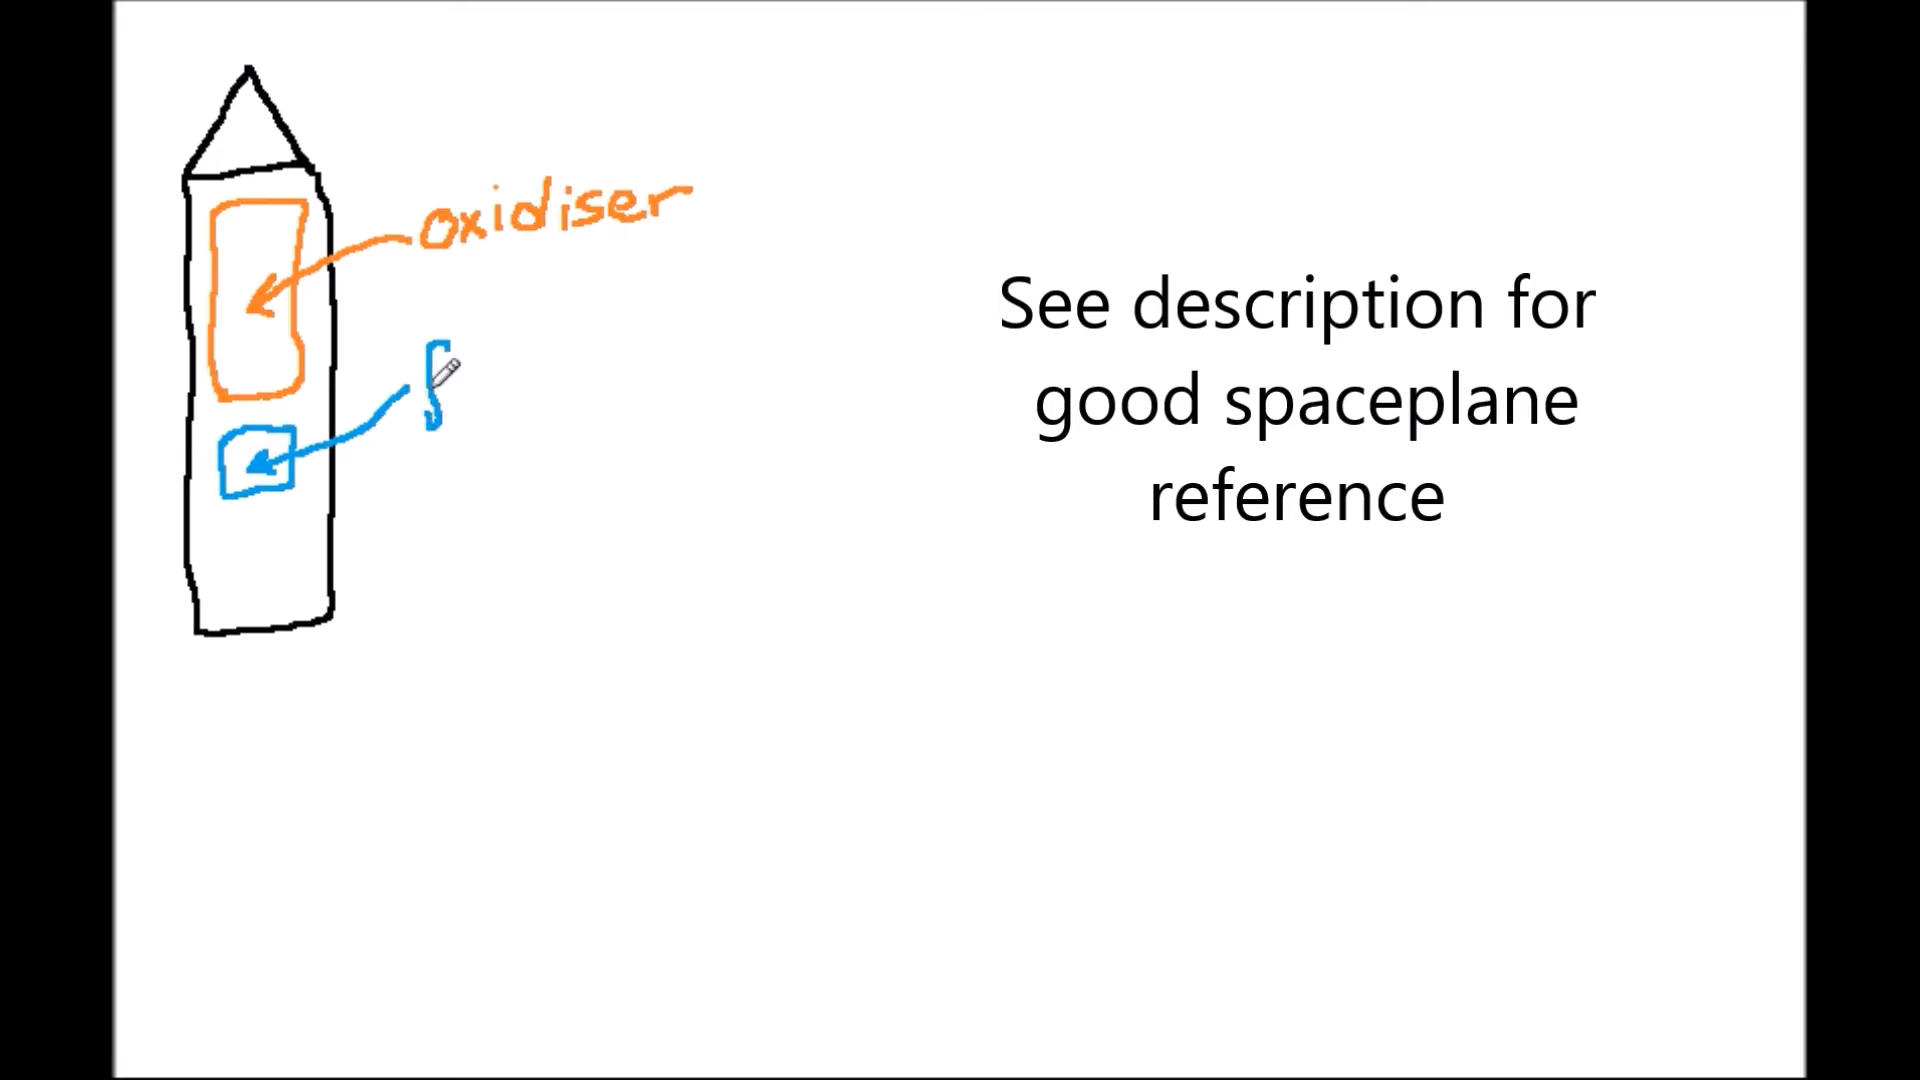 oxidiser
f
See description for
good spaceplane
reference